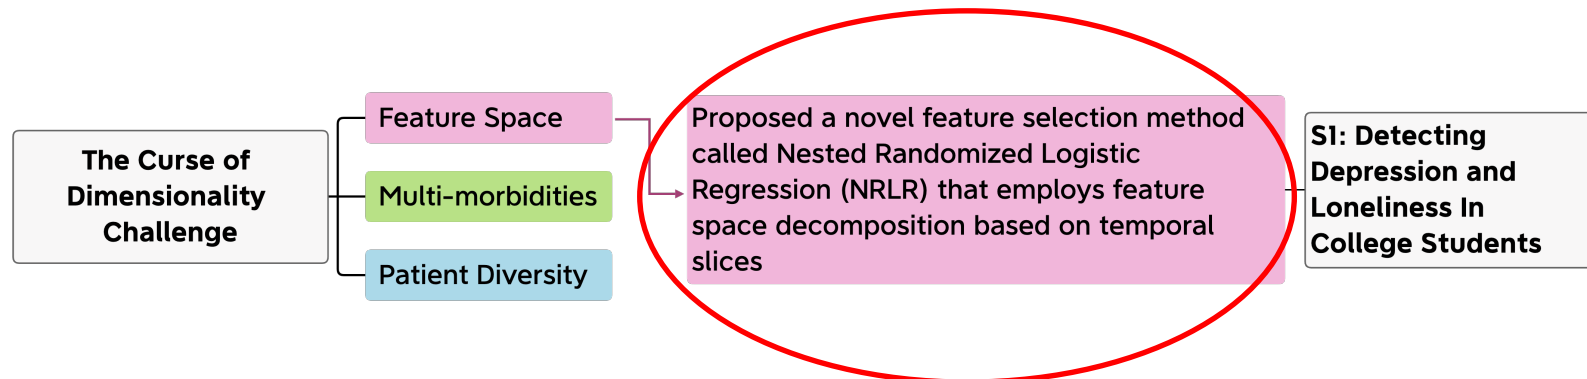 The Curse of
Dimensionality
Challenge
Feature Space
Multi-morbidities
Patient Diversity
Proposed a novel feature selection method
called Nested Randomized Logistic
Regression (NRLR) that employs feature
space decomposition based on temporal
slices
S1: Detecting
Depression and
Loneliness In
College Students